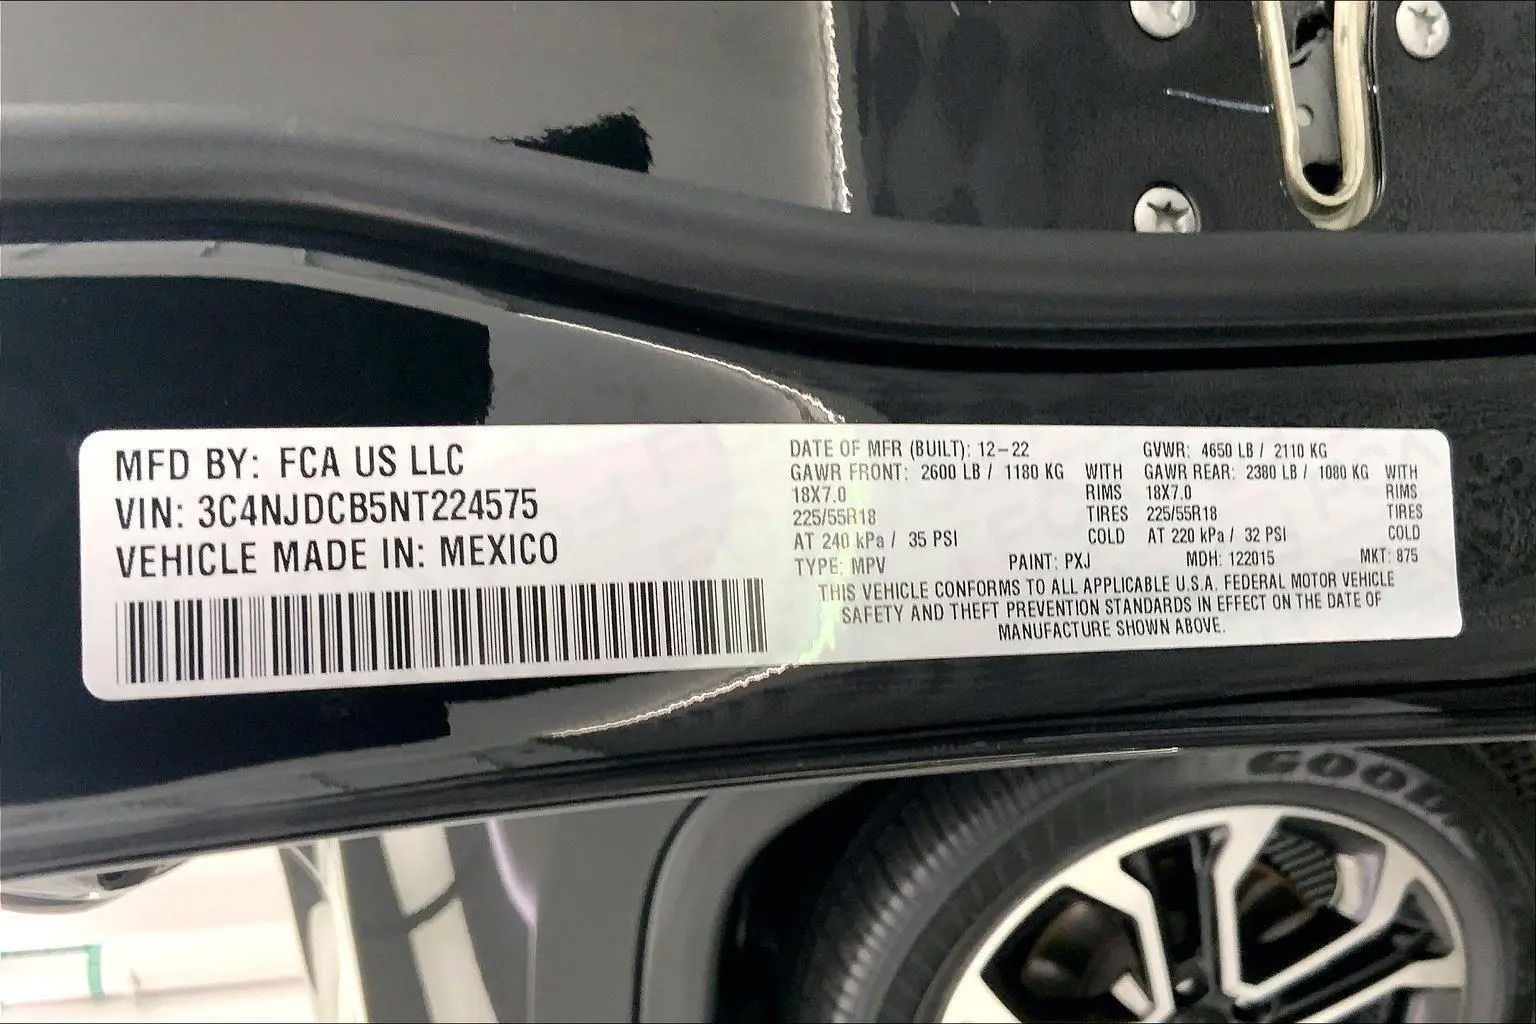 MFD BY: FCA US LLC
VIN: 3C4NJDCB5NT224575
VEHICLE MADE IN: MEXICO
DATE OF MFR (BUILT): 12-22 GVWR: 4650 LB / 2110 KG
GAWR FRONT: 2600 LB / 1180 KG WITH GAWR REAR: 2380 LB / 1080 KG WITH
18X7.0 RIMS 18X7.0 RIMS
225/55R18 TIRES 225/55R18 TIRES
AT 240 kPa / 35 PSI COLD AT 220 kPa / 32 PSI COLD
TYPE: MPV PAINT: PXJ MDH: 122015 MKT: 875
THIS VEHICLE CONFORMS TO ALL APPLICABLE U.S.A. FEDERAL MOTOR VEHICLE
SAFETY AND THEFT PREVENTION STANDARDS IN EFFECT ON THE DATE OF
MANUFACTURE SHOWN ABOVE.